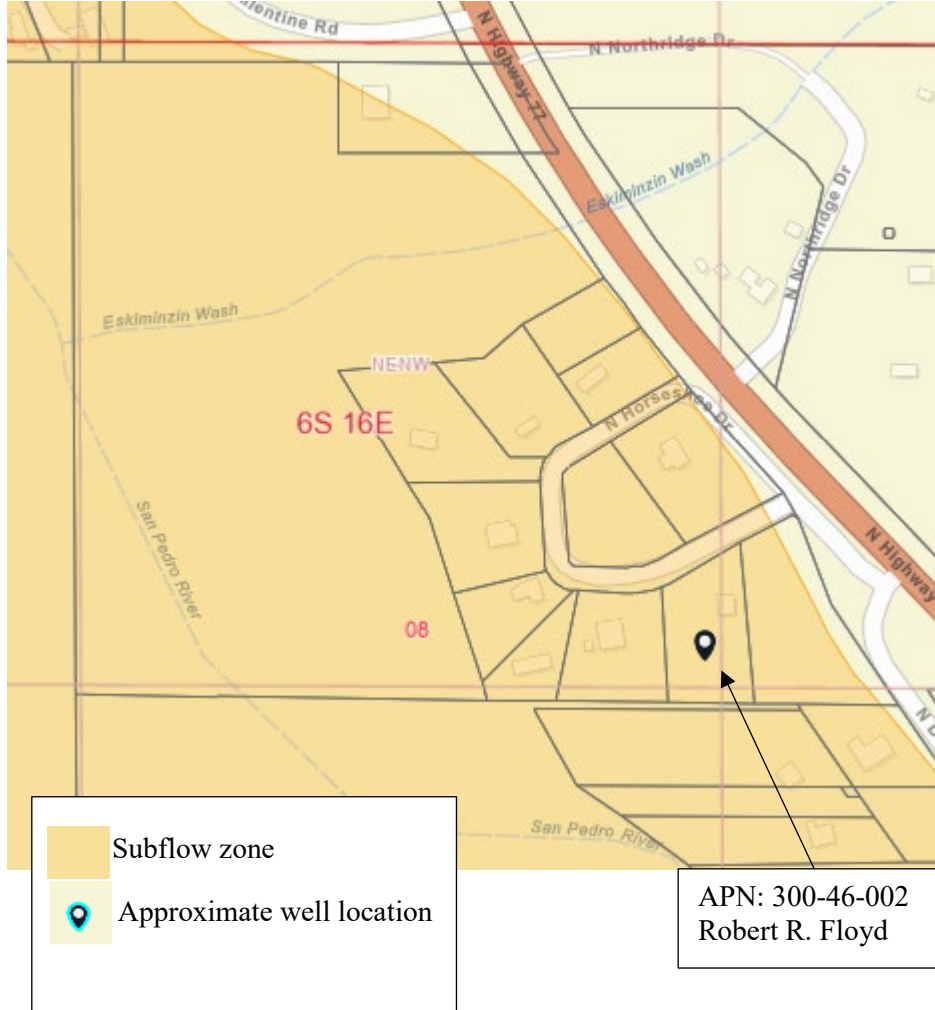 alentine Rd
N Northridge Dr
N Highway 77
Eskiminzin Wash
N Northridge Dr
Eskiminzin Wash
NENW
6S 16E
N Horseshoe Dr
San Pedro River
N Highway
08
N D
San Pedro River
Subflow zone
Approximate well location
APN: 300-46-002
Robert R. Floyd